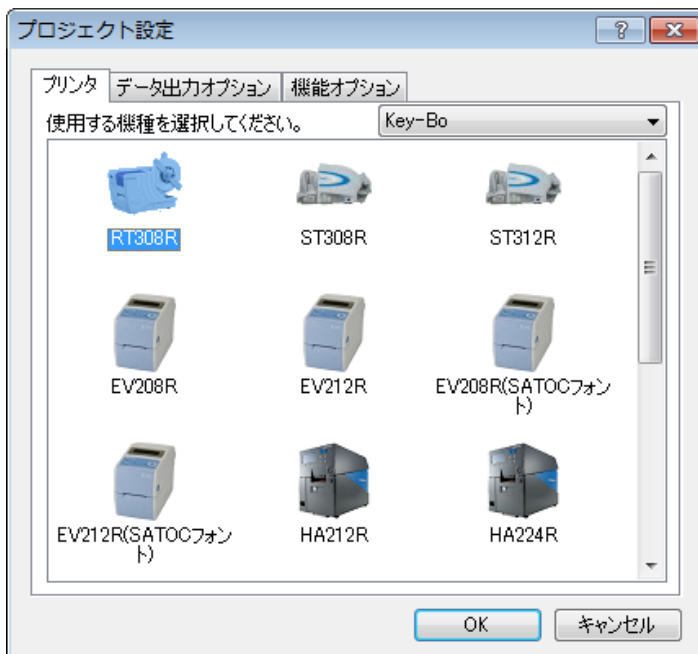 プロジェクト設定
プリンタ データ出力オプション 機能オプション
使用する機種を選択してください。 Key-Bo
RT308R ST308R ST312R
EV208R EV212R EV208R(SATOCフォン
ト)
EV212R(SATOCフォン HA212R HA224R
ト)
OK キャンセル